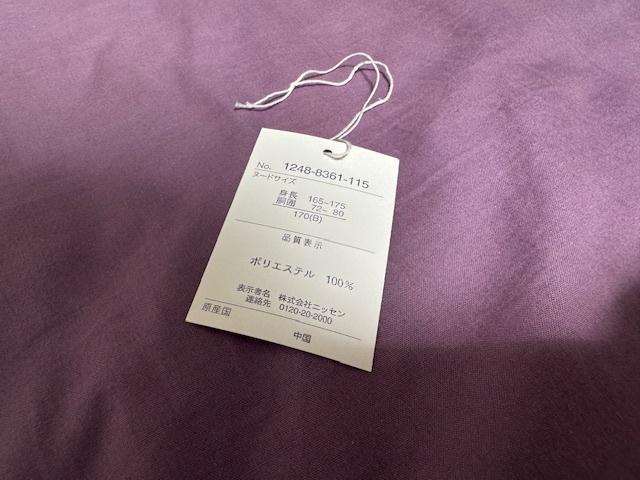 No. 1248-8361-115
ヌードサイズ
身長 165~175
胴囲 72~ 80
170(B)
品質表示
ポリエステル 100%
表示者名 株式会社ニッセン
連絡先 0120-20-2000
原産国
中国